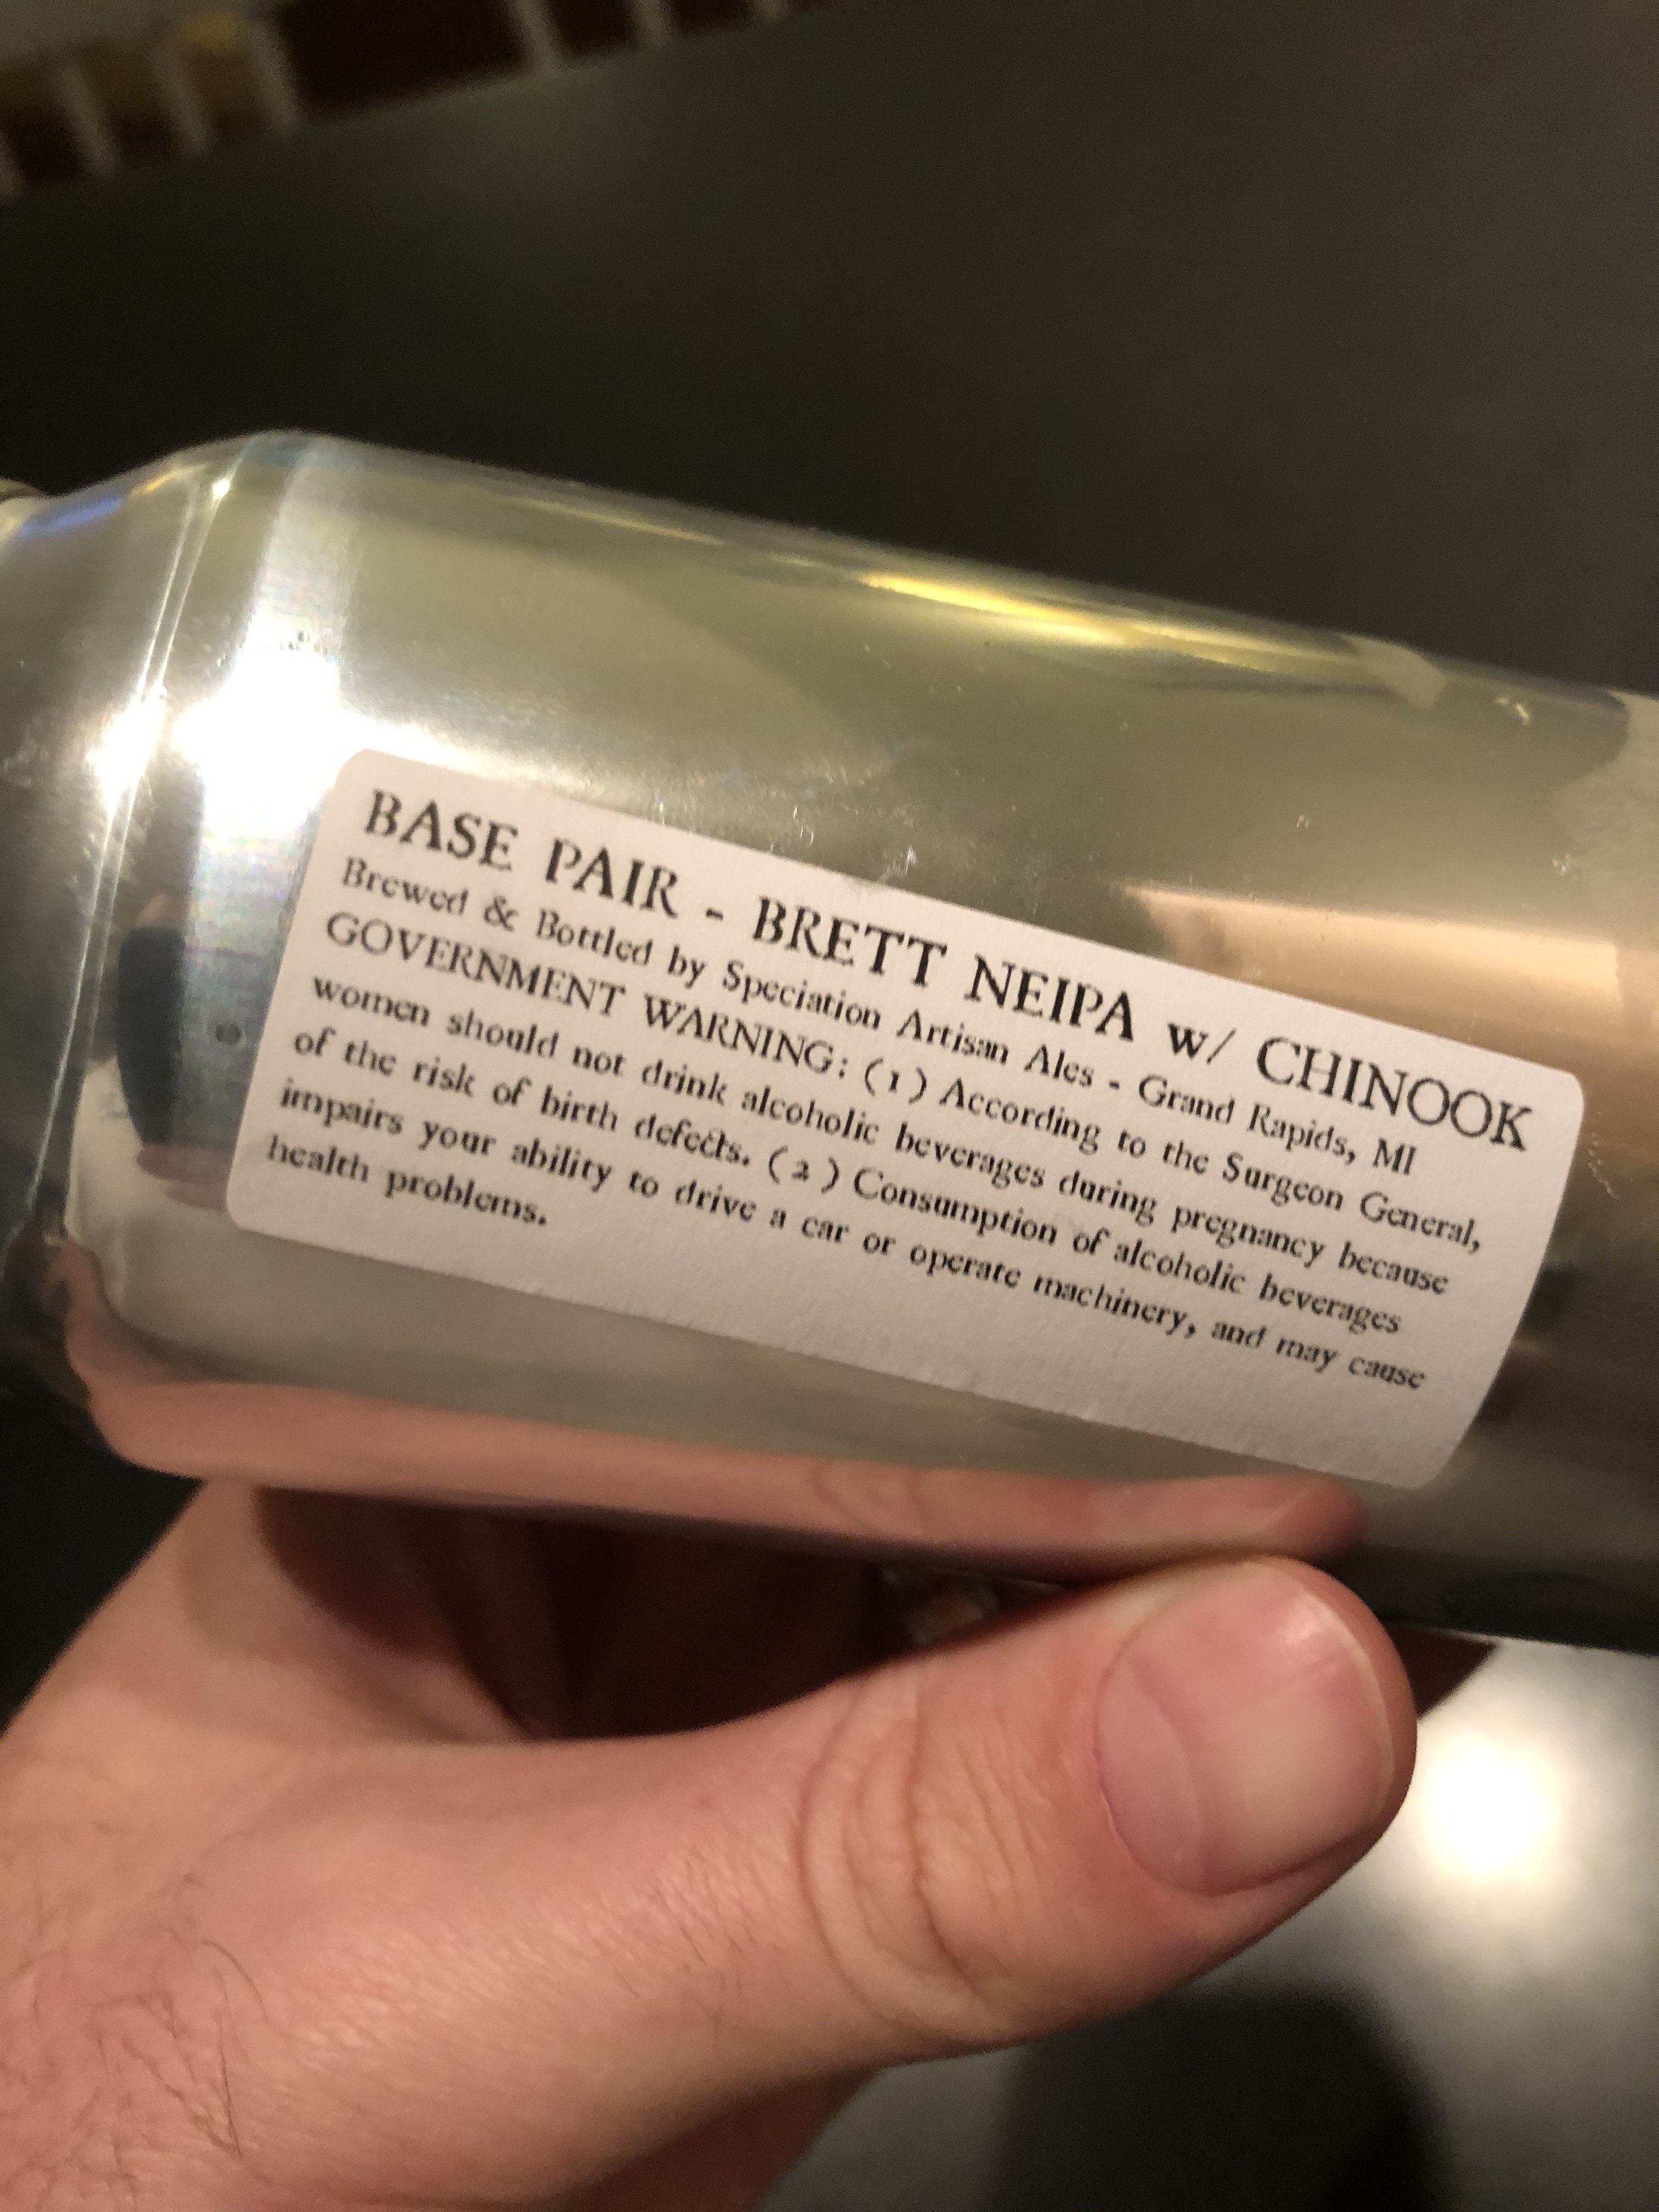 BASE PAIR - BRETT NEIPA w/ CHINOOK
Brewed & Bottled by Speciation Artisan Ales - Grand Rapids, MI
GOVERNMENT WARNING: (1) According to the Surgeon General,
women should not drink alcoholic beverages during pregnancy because
of the risk of birth defects. (2) Consumption of alcoholic beverages
impairs your ability to drive a car or operate machinery, and may cause
health problems.